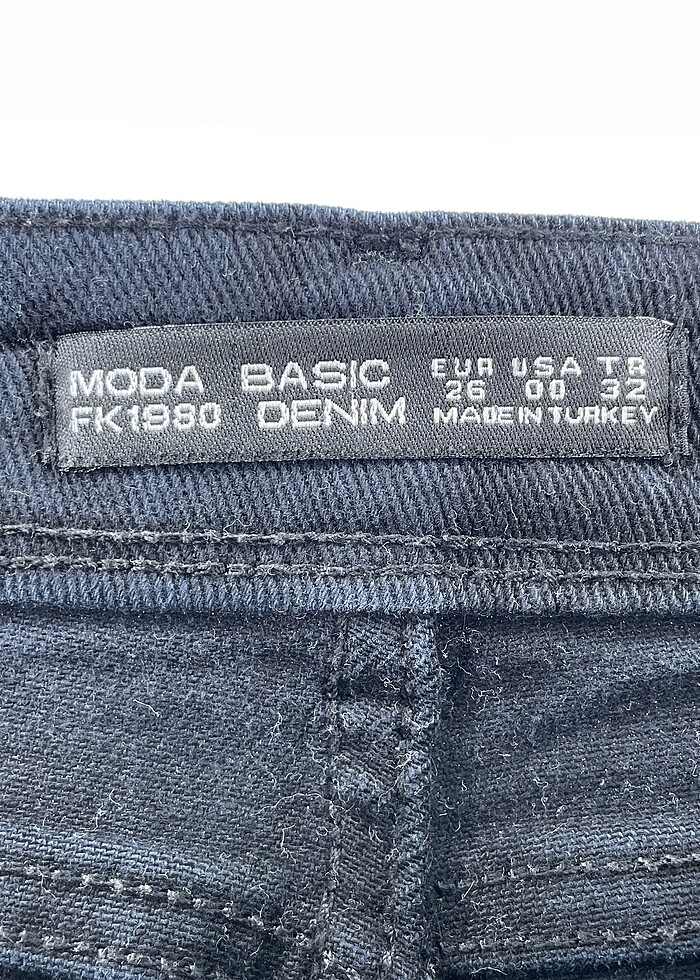 MODA BASIC EUR USA TR
26 00 32
FK1980 DENIM MADE IN TURKEY